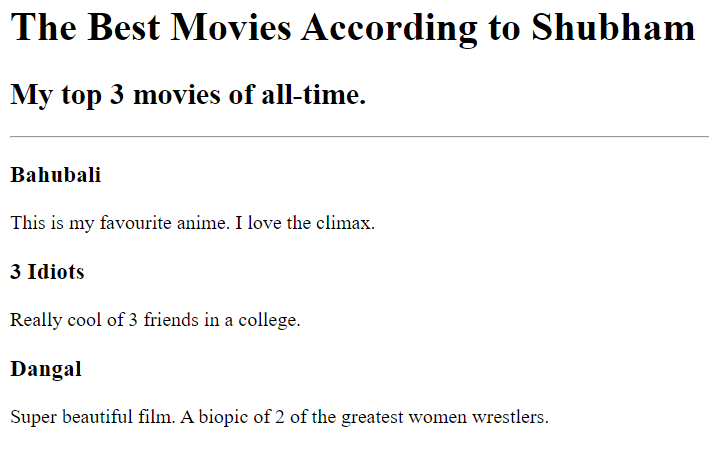 The Best Movies According to Shubham
My top 3 movies of all-time.
Bahubali
This is my favourite anime. I love the climax.
3 Idiots
Really cool of 3 friends in a college.
Dangal
Super beautiful film. A biopic of 2 of the greatest women wrestlers.